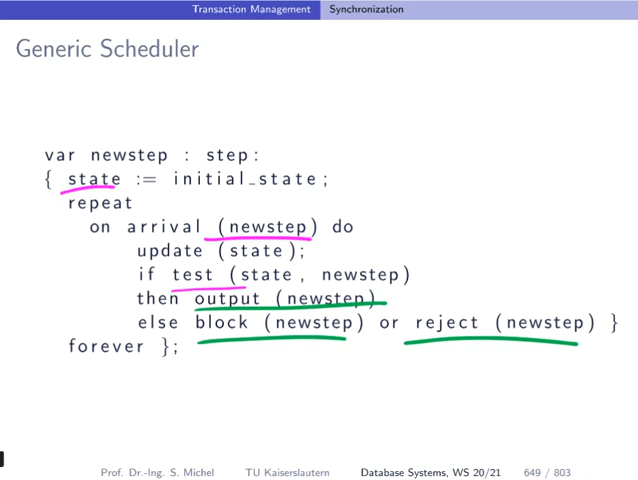 Transaction Management Synchronization
Generic Scheduler
var newstep : step:
{ state := initial_state;
repeat
on arrival (newstep) do
update (state);
if test (state, newstep)
then output (newstep)
else block (newstep) or reject (newstep) }
forever };
Prof. Dr.-Ing. S. Michel TU Kaiserslautern Database Systems, WS 20/21 649 / 803